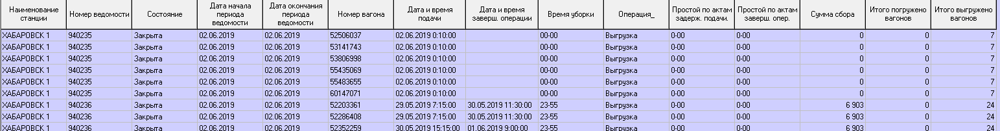 Наименование станции Номер ведомости Состояние Дата начала периода ведомости Дата окончания периода ведомости Номер вагона Дата и время подачи Дата и время заверш. операции Время уборки Операция_ Простой по актам задерж. подачи. Простой по актам заверш. опер. Сумма сбора Итого погружено вагонов Итого выгружено вагонов
ХАБАРОВСК 1 940235 Закрыта 02.06.2019 02.06.2019 52506037 02.06.2019 0:10:00 00-00 Выгрузка 0-00 0-00 0 0 7
ХАБАРОВСК 1 940235 Закрыта 02.06.2019 02.06.2019 53141743 02.06.2019 0:10:00 00-00 Выгрузка 0-00 0-00 0 0 7
ХАБАРОВСК 1 940235 Закрыта 02.06.2019 02.06.2019 53806998 02.06.2019 0:10:00 00-00 Выгрузка 0-00 0-00 0 0 7
ХАБАРОВСК 1 940235 Закрыта 02.06.2019 02.06.2019 55435069 02.06.2019 0:10:00 00-00 Выгрузка 0-00 0-00 0 0 7
ХАБАРОВСК 1 940235 Закрыта 02.06.2019 02.06.2019 55483655 02.06.2019 0:10:00 00-00 Выгрузка 0-00 0-00 0 0 7
ХАБАРОВСК 1 940235 Закрыта 02.06.2019 02.06.2019 60147071 02.06.2019 0:10:00 00-00 Выгрузка 0-00 0-00 0 0 7
ХАБАРОВСК 1 940236 Закрыта 02.06.2019 02.06.2019 52203361 29.05.2019 7:15:00 30.05.2019 11:30:00 23-55 Выгрузка 0-00 0-00 6 903 0 24
ХАБАРОВСК 1 940236 Закрыта 02.06.2019 02.06.2019 52286408 29.05.2019 7:15:00 30.05.2019 11:30:00 23-55 Выгрузка 0-00 0-00 6 903 0 24
ХАБАРОВСК 1 940236 Закрыта 02.06.2019 02.06.2019 52352259 30.05.2019 15:15:00 01.06.2019 9:00:00 23-55 Выгрузка 0-00 0-00 6 903 0 24